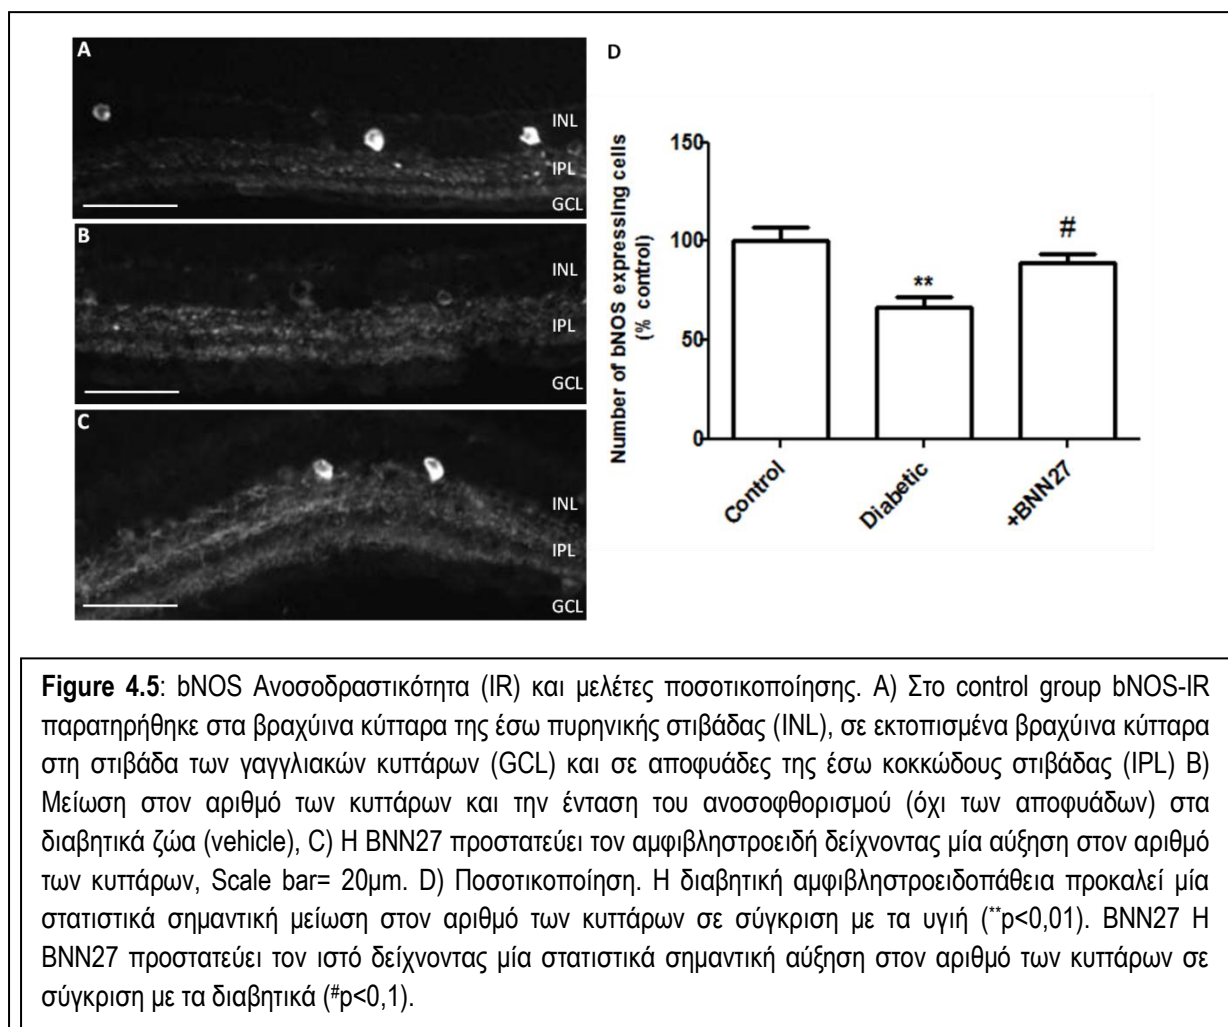 A
INL
IPL
GCL
B
INL
IPL
GCL
C
INL
IPL
GCL
D
Number of bNOS expressing cells
(% control)
150
100
50
0
**
#
Control
Diabetic
+BNN27
Figure 4.5: bNOS Ανοσοδραστικότητα (IR) και μελέτες ποσοτικοποίησης. Α) Στο control group bNOS-IR
παρατηρήθηκε στα βραχύινα κύτταρα της έσω πυρηνικής στιβάδας (INL), σε εκτοπισμένα βραχύινα κύτταρα
στη στιβάδα των γαγγλιακών κυττάρων (GCL) και σε αποφυάδες της έσω κοκκώδους στιβάδας (IPL) Β)
Μείωση στον αριθμό των κυττάρων και την ένταση του ανοσοφθορισμού (όχι των αποφυάδων) στα
διαβητικά ζώα (vehicle), C) Η BNN27 προστατεύει τον αμφιβληστροειδή δείχνοντας μία αύξηση στον αριθμό
των κυττάρων, Scale bar= 20μm. D) Ποσοτικοποίηση. Η διαβητική αμφιβληστροειδοπάθεια προκαλεί μία
στατιστικά σημαντική μείωση στον αριθμό των κυττάρων σε σύγκριση με τα υγιή (**p<0,01). BNN27 Η
BNN27 προστατεύει τον ιστό δείχνοντας μία στατιστικά σημαντική αύξηση στον αριθμό των κυττάρων σε
σύγκριση με τα διαβητικά (#p<0,1).